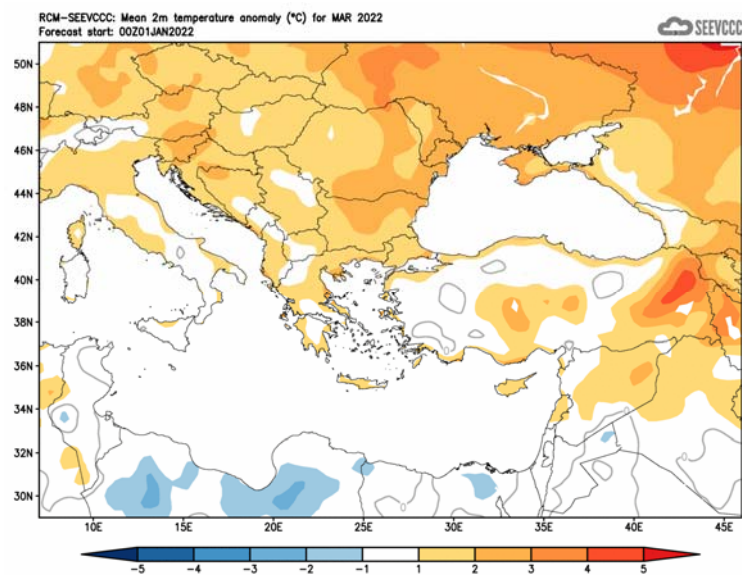 RCM-SEEVCCC: Mean 2m temperature anomaly (°C) for MAR 2022
Forecast start: 00Z01JAN2022
SEEVCCC
50N
48N
46N
44N
42N
40N
38N
36N
34N
32N
30N
10E 15E 20E 25E 30E 35E 40E 45E
-5 -4 -3 -2 -1 1 2 3 4 5